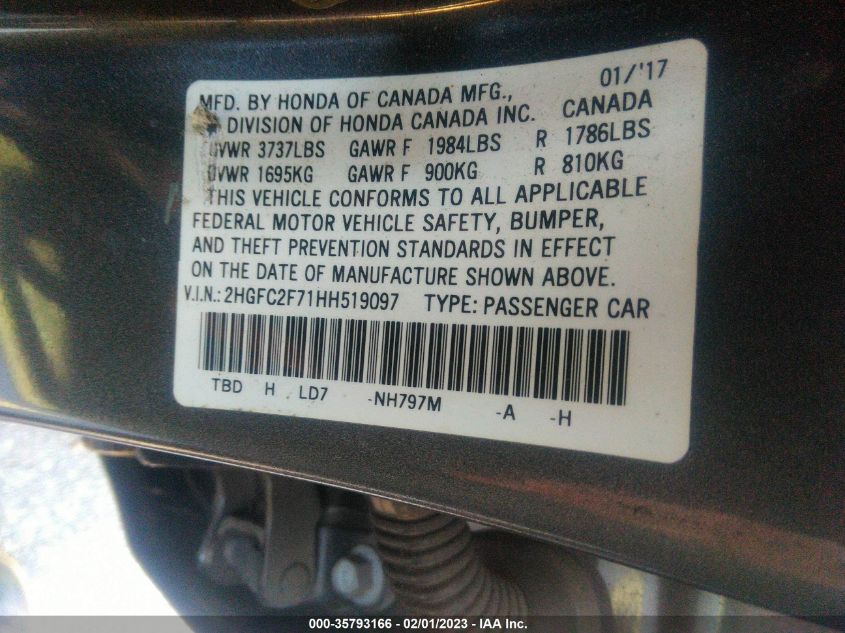 01/'17
MFD. BY HONDA OF CANADA MFG.,
DIVISION OF HONDA CANADA INC. CANADA
GVWR 3737LBS GAWR F 1984LBS R 1786LBS
GVWR 1695KG GAWR F 900KG R 810KG
THIS VEHICLE CONFORMS TO ALL APPLICABLE
FEDERAL MOTOR VEHICLE SAFETY, BUMPER,
AND THEFT PREVENTION STANDARDS IN EFFECT
ON THE DATE OF MANUFACTURE SHOWN ABOVE.
V.I.N.: 2HGFC2F71HH519097 TYPE: PASSENGER CAR
TBD H LD7 -NH797M -A -H
000-35793166 - 02/01/2023 - IAA Inc.